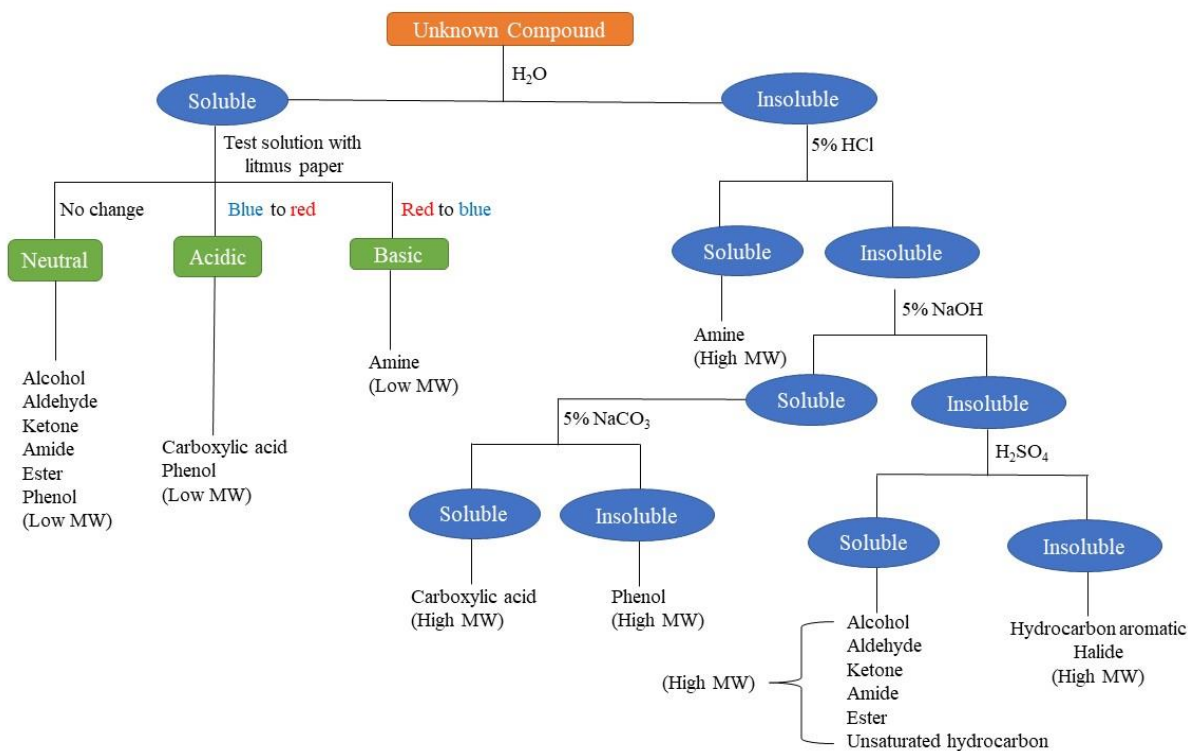 Unknown Compound
H₂O
Soluble
Insoluble
Test solution with
litmus paper
5% HCl
No change
Blue to red
Red to blue
Neutral
Acidic
Basic
Soluble
Insoluble
5% NaOH
Alcohol
Aldehyde
Ketone
Amide
Ester
Phenol
(Low MW)
Carboxylic acid
Phenol
(Low MW)
Amine
(Low MW)
Amine
(High MW)
Soluble
Insoluble
5% NaCO₃
H₂SO₄
Soluble
Insoluble
Soluble
Insoluble
Carboxylic acid
(High MW)
Phenol
(High MW)
(High MW)
Alcohol
Aldehyde
Ketone
Amide
Ester
Unsaturated hydrocarbon
Hydrocarbon aromatic
Halide
(High MW)